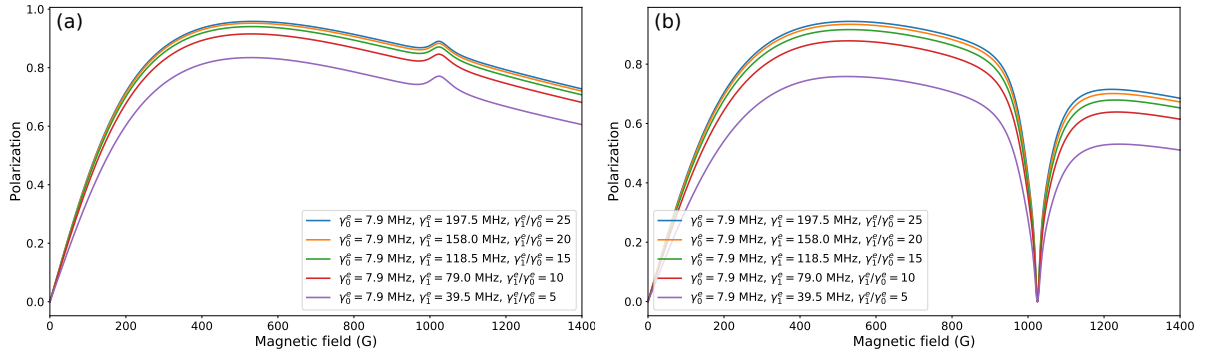 (a)
1.0
0.8
0.6
0.4
0.2
0.0
Polarization
γ₀ᵉ = 7.9 MHz, γ₁ᵉ = 197.5 MHz, γ₁ᵉ/γ₀ᵉ = 25
γ₀ᵉ = 7.9 MHz, γ₁ᵉ = 158.0 MHz, γ₁ᵉ/γ₀ᵉ = 20
γ₀ᵉ = 7.9 MHz, γ₁ᵉ = 118.5 MHz, γ₁ᵉ/γ₀ᵉ = 15
γ₀ᵉ = 7.9 MHz, γ₁ᵉ = 79.0 MHz, γ₁ᵉ/γ₀ᵉ = 10
γ₀ᵉ = 7.9 MHz, γ₁ᵉ = 39.5 MHz, γ₁ᵉ/γ₀ᵉ = 5
0 200 400 600 800 1000 1200 1400
Magnetic field (G)
(b)
0.8
0.6
0.4
0.2
0.0
Polarization
γ₀ᵉ = 7.9 MHz, γ₁ᵉ = 197.5 MHz, γ₁ᵉ/γ₀ᵉ = 25
γ₀ᵉ = 7.9 MHz, γ₁ᵉ = 158.0 MHz, γ₁ᵉ/γ₀ᵉ = 20
γ₀ᵉ = 7.9 MHz, γ₁ᵉ = 118.5 MHz, γ₁ᵉ/γ₀ᵉ = 15
γ₀ᵉ = 7.9 MHz, γ₁ᵉ = 79.0 MHz, γ₁ᵉ/γ₀ᵉ = 10
γ₀ᵉ = 7.9 MHz, γ₁ᵉ = 39.5 MHz, γ₁ᵉ/γ₀ᵉ = 5
0 200 400 600 800 1000 1200 1400
Magnetic field (G)